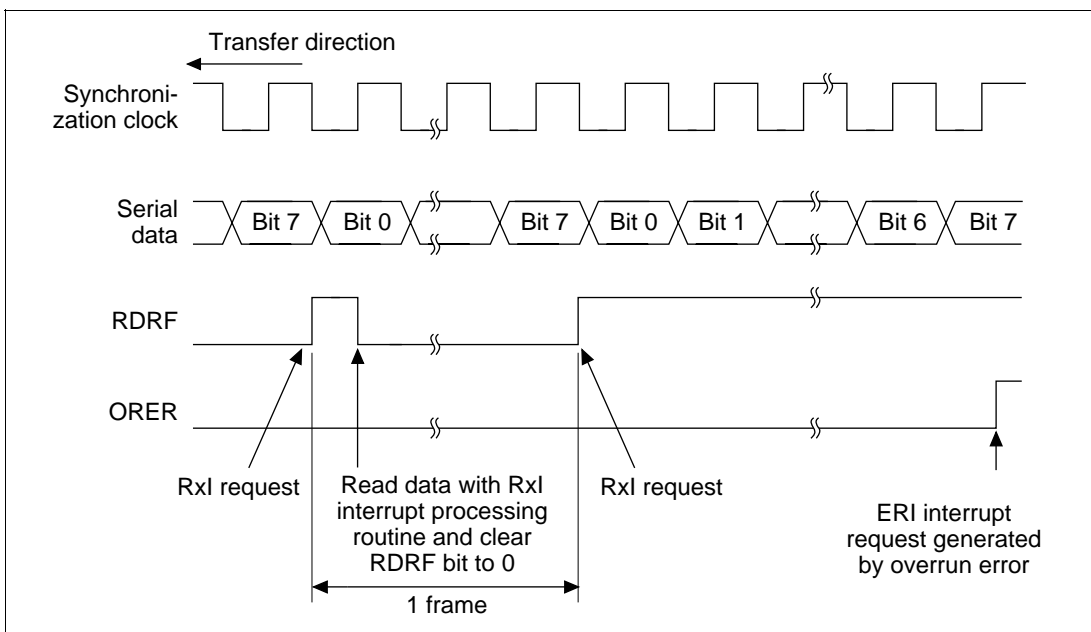 Transfer direction
Synchroni-
zation clock
Serial
data
Bit 7 Bit 0 Bit 7 Bit 0 Bit 1 Bit 6 Bit 7
RDRF
ORER
RxI request
Read data with RxI
interrupt processing
routine and clear
RDRF bit to 0
RxI request
ERI interrupt
request generated
by overrun error
1 frame